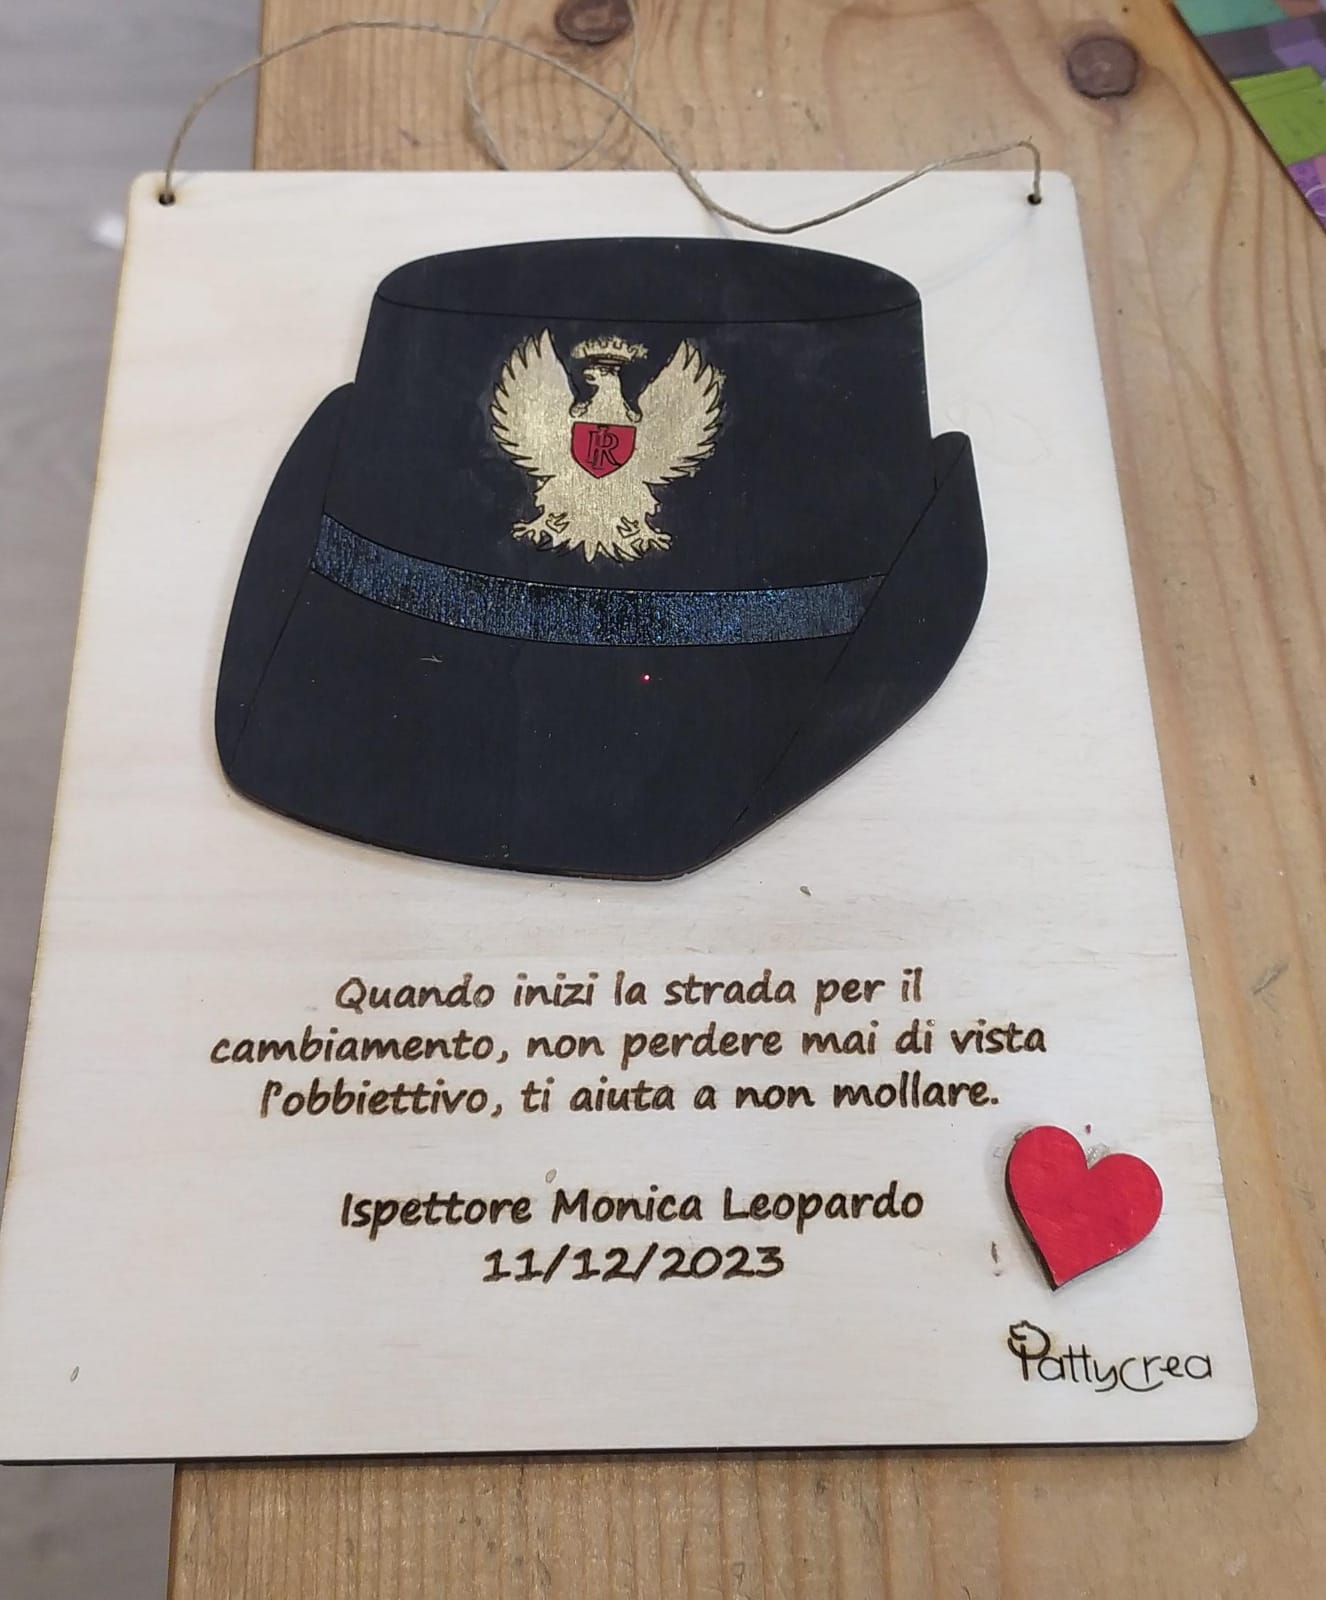 RI
Quando inizi la strada per il
cambiamento, non perdere mai di vista
l'obbiettivo, ti aiuta a non mollare.
Ispettore Monica Leopardo
11/12/2023
Pattycrea